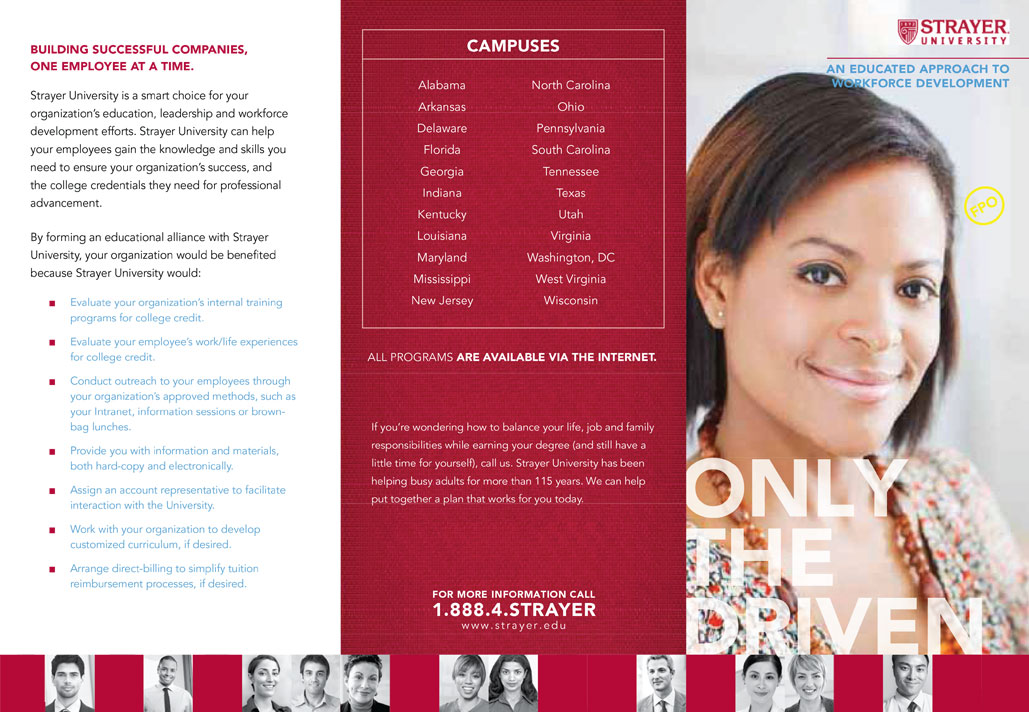 BUILDING SUCCESSFUL COMPANIES,
ONE EMPLOYEE AT A TIME.
Strayer University is a smart choice for your
organization's education, leadership and workforce
development efforts. Strayer University can help
your employees gain the knowledge and skills you
need to ensure your organization's success, and
the college credentials they need for professional
advancement.
By forming an educational alliance with Strayer
University, your organization would be benefited
because Strayer University would:
■ Evaluate your organization's internal training
programs for college credit.
■ Evaluate your employee's work/life experiences
for college credit.
■ Conduct outreach to your employees through
your organization's approved methods, such as
your Intranet, information sessions or brown-
bag lunches.
■ Provide you with information and materials,
both hard-copy and electronically.
■ Assign an account representative to facilitate
interaction with the University.
■ Work with your organization to develop
customized curriculum, if desired.
■ Arrange direct-billing to simplify tuition
reimbursement processes, if desired.
CAMPUSES
Alabama
Arkansas
Delaware
Florida
Georgia
Indiana
Kentucky
Louisiana
Maryland
Mississippi
New Jersey
North Carolina
Ohio
Pennsylvania
South Carolina
Tennessee
Texas
Utah
Virginia
Washington, DC
West Virginia
Wisconsin
ALL PROGRAMS ARE AVAILABLE VIA THE INTERNET.
If you're wondering how to balance your life, job and family
responsibilities while earning your degree (and still have a
little time for yourself), call us. Strayer University has been
helping busy adults for more than 115 years. We can help
put together a plan that works for you today.
FOR MORE INFORMATION CALL
1.888.4.STRAYER
www.strayer.edu
STRAYER
UNIVERSITY
AN EDUCATED APPROACH TO
WORKFORCE DEVELOPMENT
FPO
ONLY
THE
DRIVEN